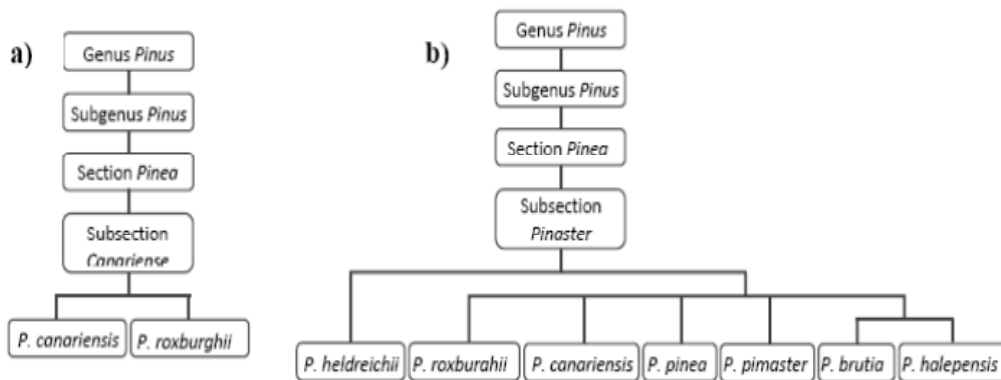 a)
Genus Pinus
Subgenus Pinus
Section Pinea
Subsection
Canariense
P. canariensis
P. roxburghii
b)
Genus Pinus
Subgenus Pinus
Section Pinea
Subsection
Pinaster
P. heldreichii
P. roxburahii
P. canariensis
P. pinea
P. pimaster
P. brutia
P. halepensis